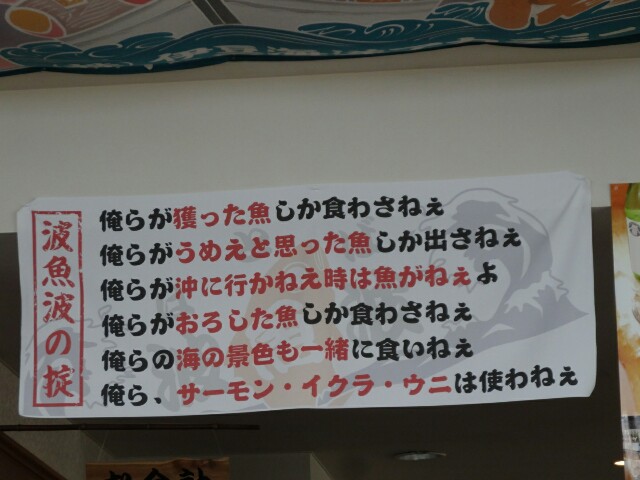 波魚波の掟
俺らが獲った魚しか食わさねぇ
俺らがうめえと思った魚しか出さねぇ
俺らが沖に行かねえ時は魚がねぇよ
俺らがおろした魚しか食わさねぇ
俺らの海の景色も一緒に食いねぇ
俺ら、サーモン・イクラ・ウニは使わねぇ